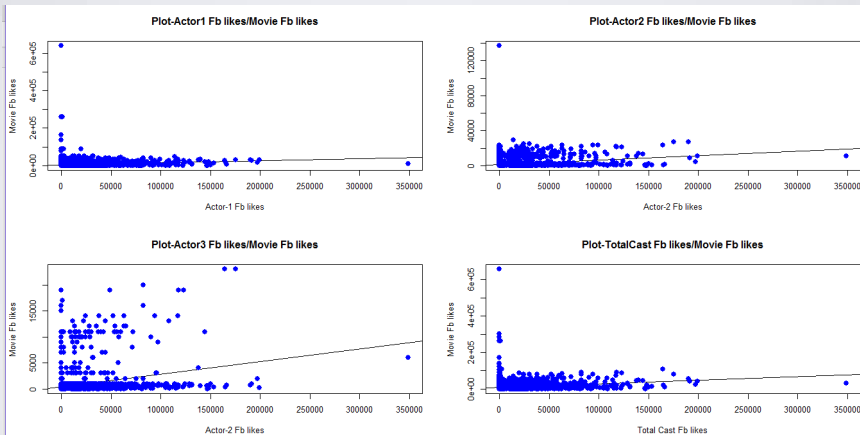 Plot-Actor1 Fb likes/Movie Fb likes
Movie Fb likes
0e+00 2e+05 4e+05 6e+05
0 50000 100000 150000 200000 250000 300000 350000
Actor-1 Fb likes
Plot-Actor2 Fb likes/Movie Fb likes
Movie Fb likes
0 40000 80000 120000
0 50000 100000 150000 200000 250000 300000 350000
Actor-2 Fb likes
Plot-Actor3 Fb likes/Movie Fb likes
Movie Fb likes
0 5000 15000
0 50000 100000 150000 200000 250000 300000 350000
Actor-2 Fb likes
Plot-TotalCast Fb likes/Movie Fb likes
Movie Fb likes
0e+00 2e+05 4e+05 6e+05
0 50000 100000 150000 200000 250000 300000 350000
Total Cast Fb likes